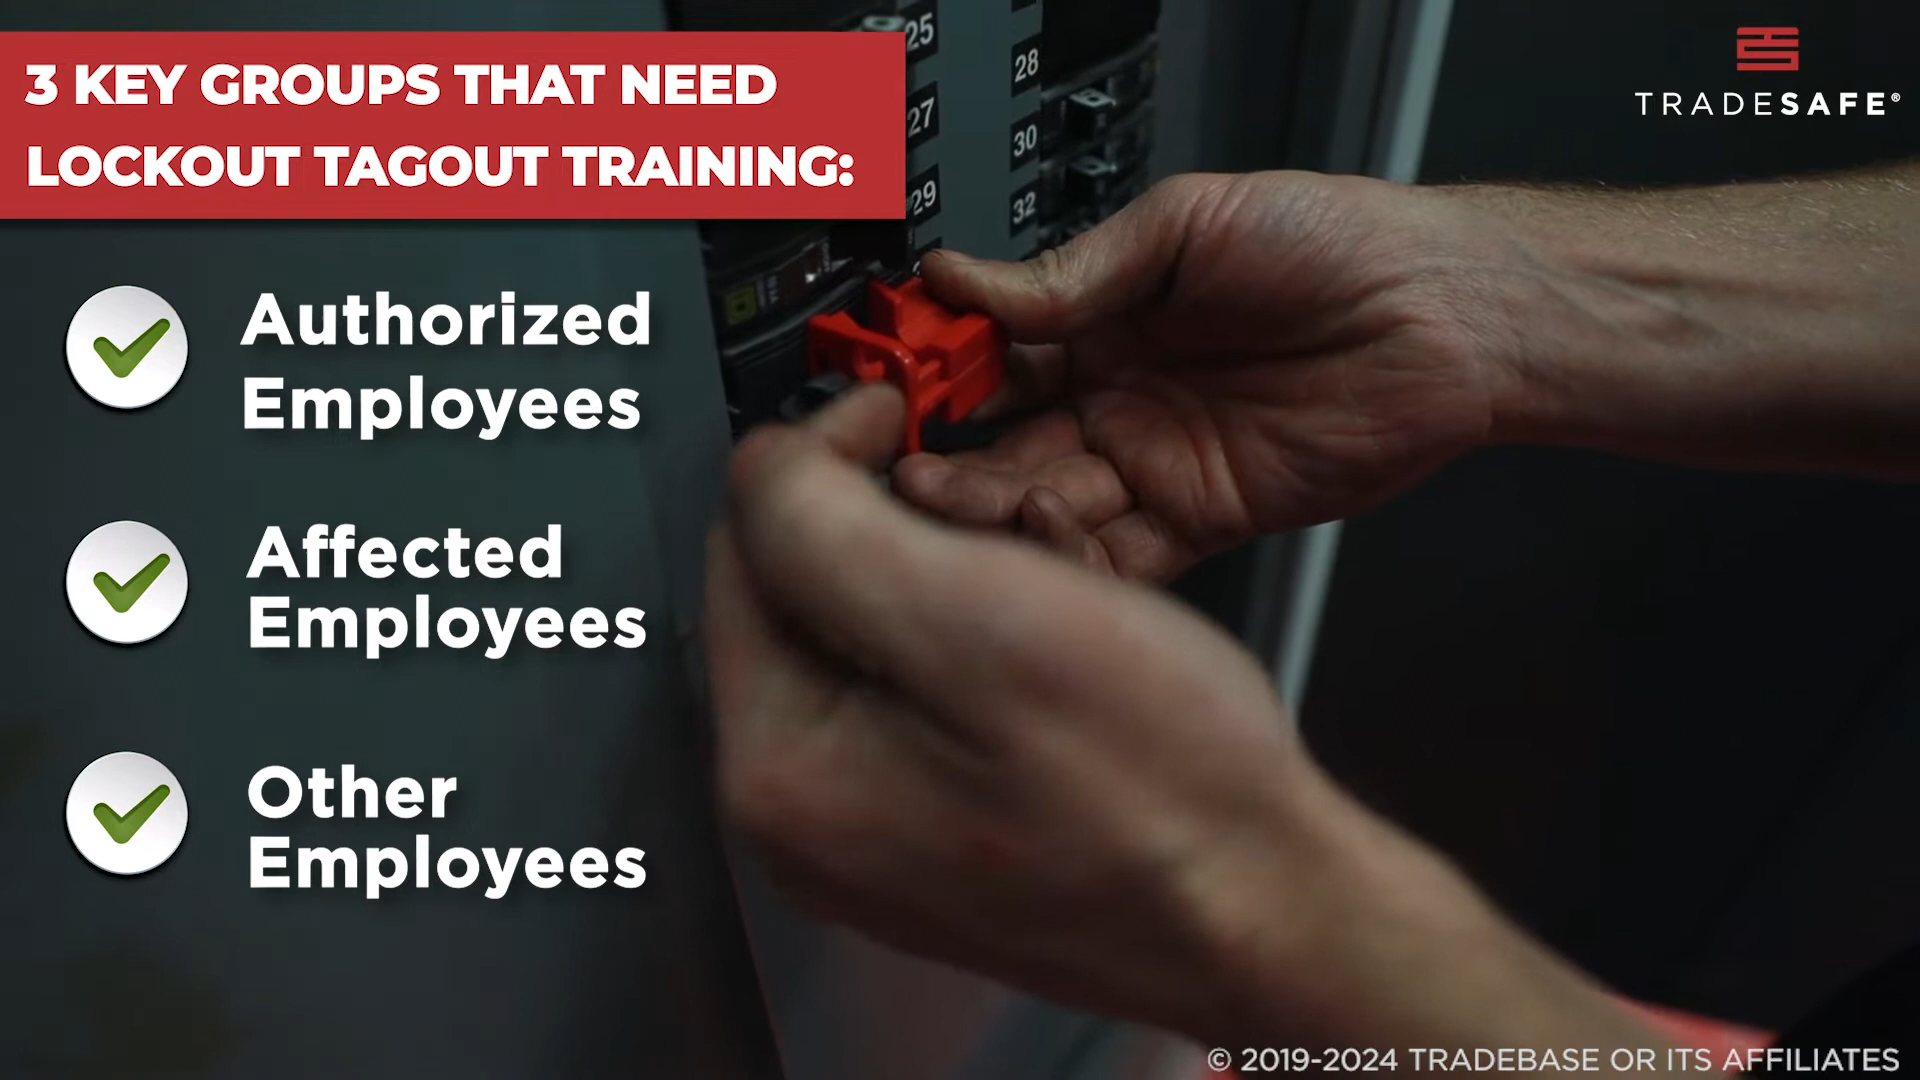 3 KEY GROUPS THAT NEED
LOCKOUT TAGOUT TRAINING:
TRADESAFE®
25
27
29
28
30
32
Authorized
Employees
Affected
Employees
Other
Employees
© 2019-2024 TRADEBASE OR ITS AFFILIATES